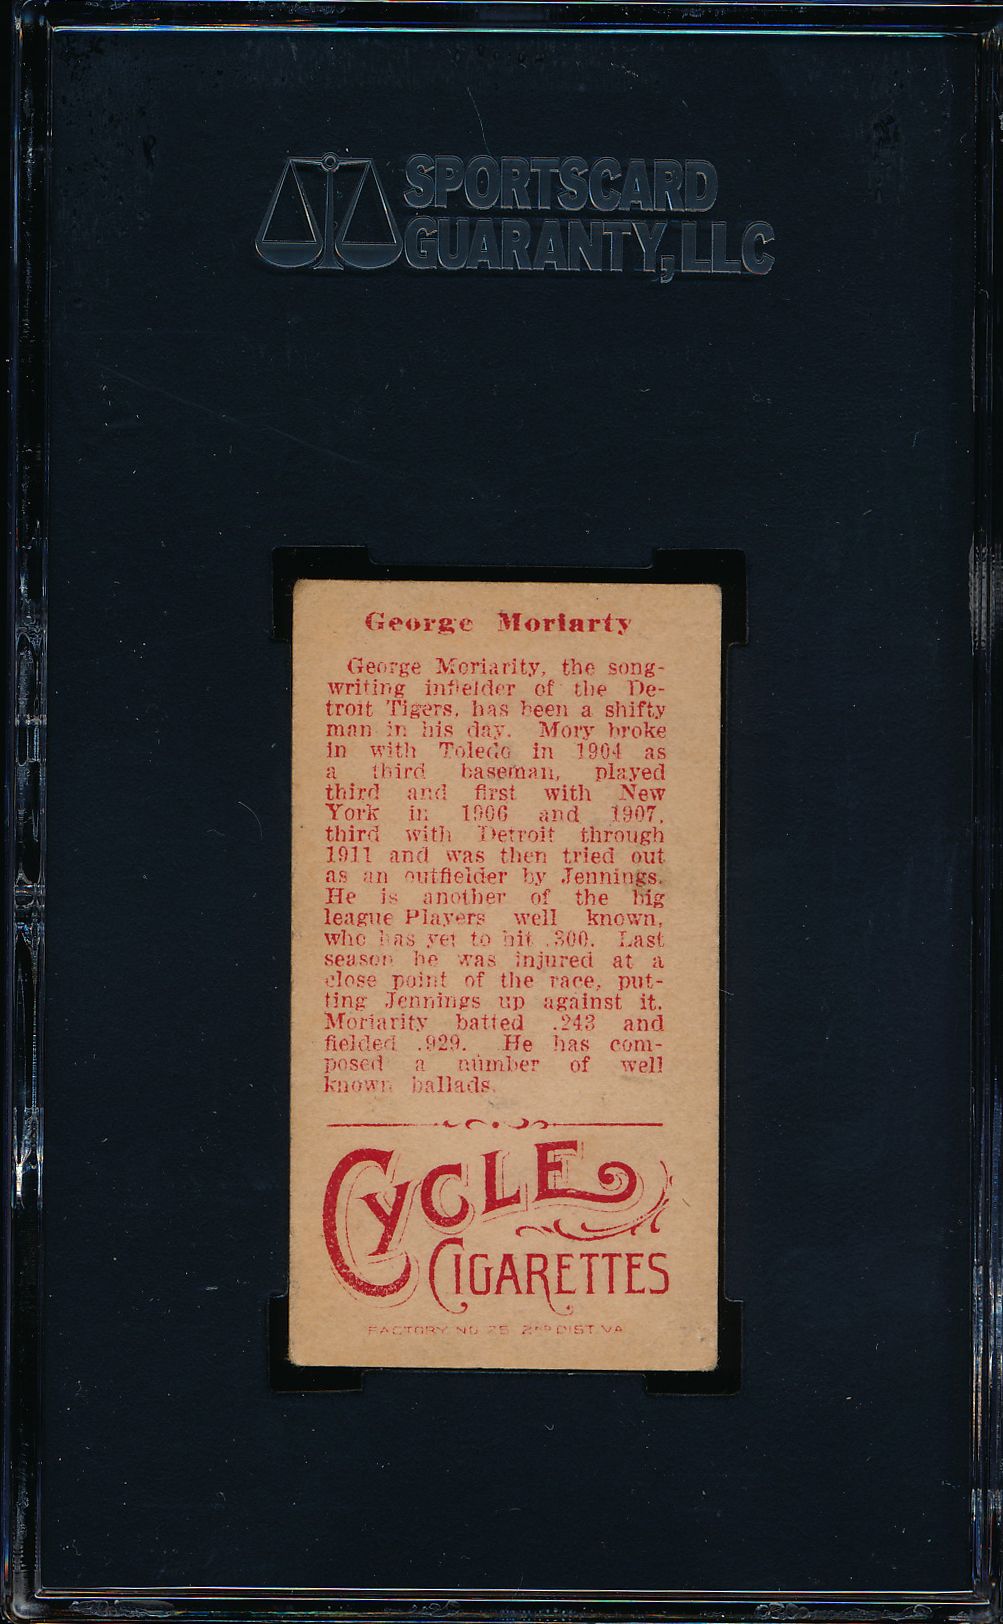 SPORTSCARD
GUARANTY, LLC
George Moriarty
George Moriarity, the song-
writing infielder of the De-
troit Tigers, has been a shifty
man in his day. Mory broke
in with Toledo in 1904 as
a third baseman, played
third and first with New
York in 1906 and 1907,
third with Detroit through
1911 and was then tried out
as an outfielder by Jennings.
He is another of the big
league Players well known,
who has yet to hit .300. Last
season he was injured at a
close point of the race, put-
ting Jennings up against it.
Moriarity batted .243 and
fielded .929. He has com-
posed a number of well
known ballads.
CYCLE
CIGARETTES
FACTORY NO 25 2ND DIST. VA.